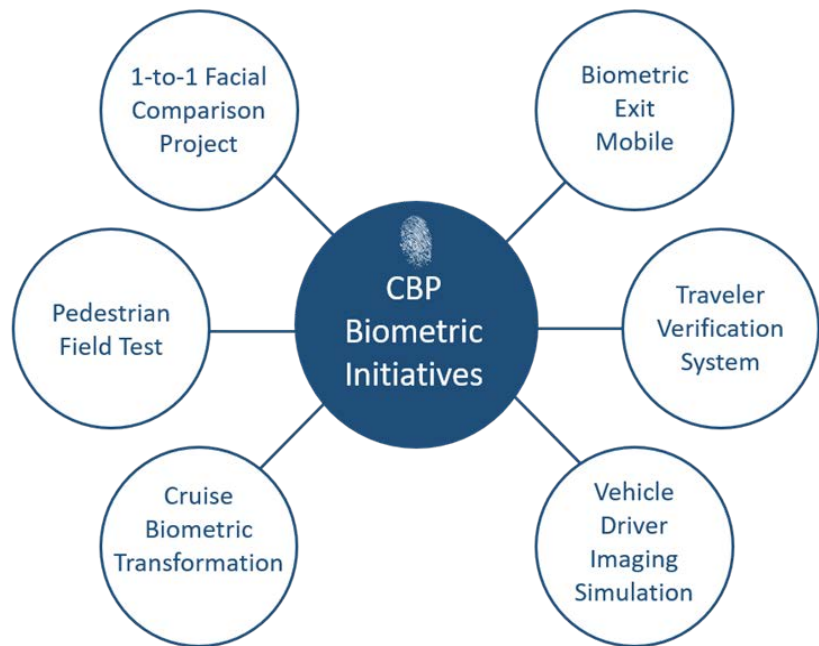 1-to-1 Facial
Comparison
Project
Biometric
Exit
Mobile
CBP
Biometric
Initiatives
Pedestrian
Field Test
Traveler
Verification
System
Cruise
Biometric
Transformation
Vehicle
Driver
Imaging
Simulation